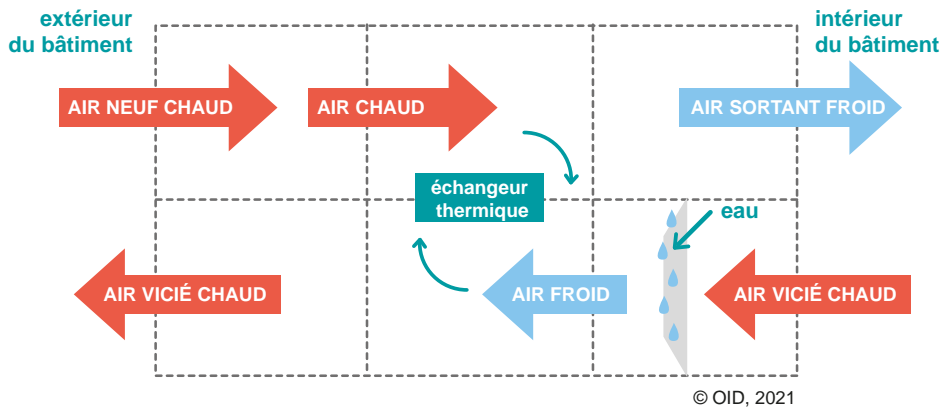 extérieur
du bâtiment
intérieur
du bâtiment
AIR NEUF CHAUD
AIR CHAUD
AIR SORTANT FROID
échangeur
thermique
eau
AIR VICIÉ CHAUD
AIR FROID
AIR VICIÉ CHAUD
© OID, 2021